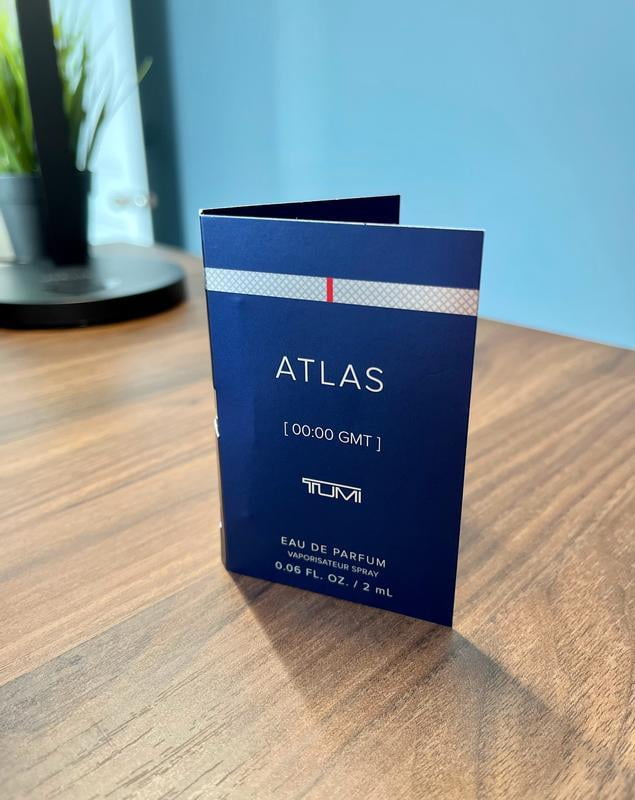 ATLAS
[ 00:00 GMT ]
TUMI
EAU DE PARFUM
VAPORISATEUR SPRAY
0.06 FL. OZ. / 2 mL